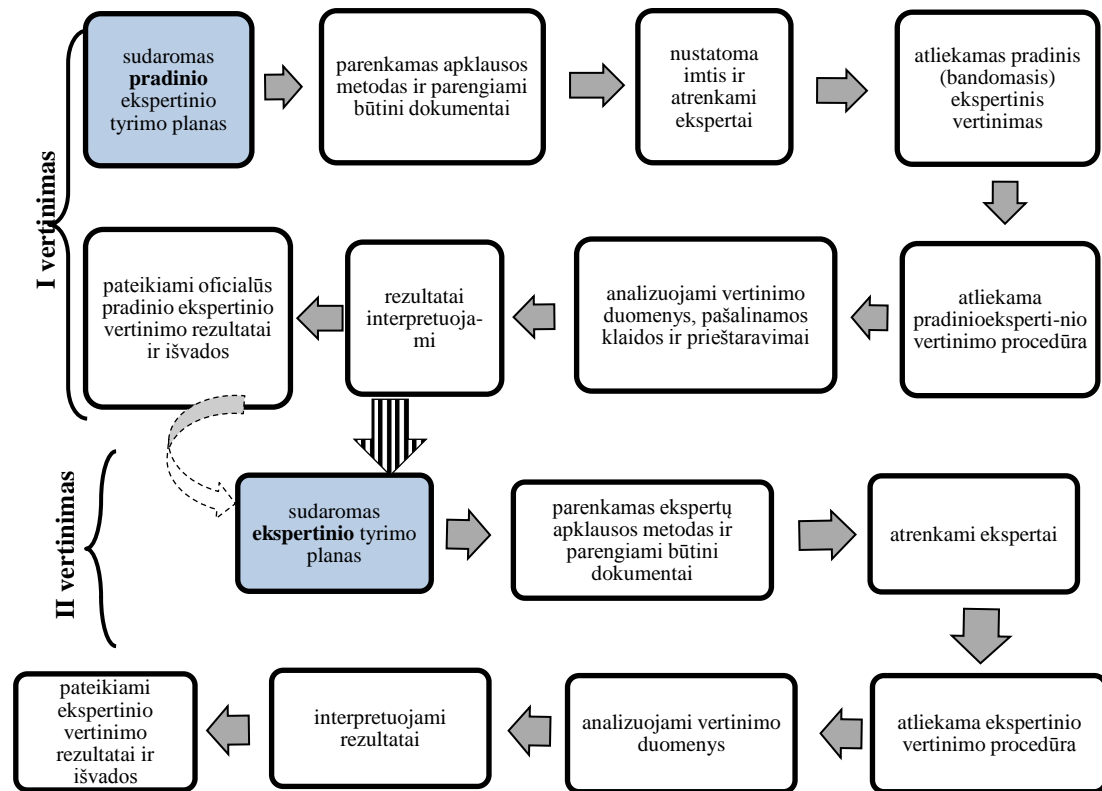 I vertinimas
sudaromas
pradinio
ekspertinio
tyrimo planas
parenkamas apklausos
metodas ir parengiami
būtini dokumentai
nustatoma
imtis ir
atrenkami
ekspertai
atliekamas pradinis
(bandomasis)
ekspertinis
vertinimas
atliekama
pradinioeksperti-nio
vertinimo procedūra
analizuojami vertinimo
duomenys, pašalinamos
klaidos ir prieštaravimai
rezultatai
interpretuoja-
mi
pateikiami oficialūs
pradinio ekspertinio
vertinimo rezultatai
ir išvados
II vertinimas
sudaromas
ekspertinio tyrimo
planas
parenkamas ekspertų
apklausos metodas ir
parengiami būtini
dokumentai
atrenkami ekspertai
atliekama ekspertinio
vertinimo procedūra
analizuojami vertinimo
duomenys
interpretuojami
rezultatai
pateikiami
ekspertinio
vertinimo
rezultatai ir
išvados